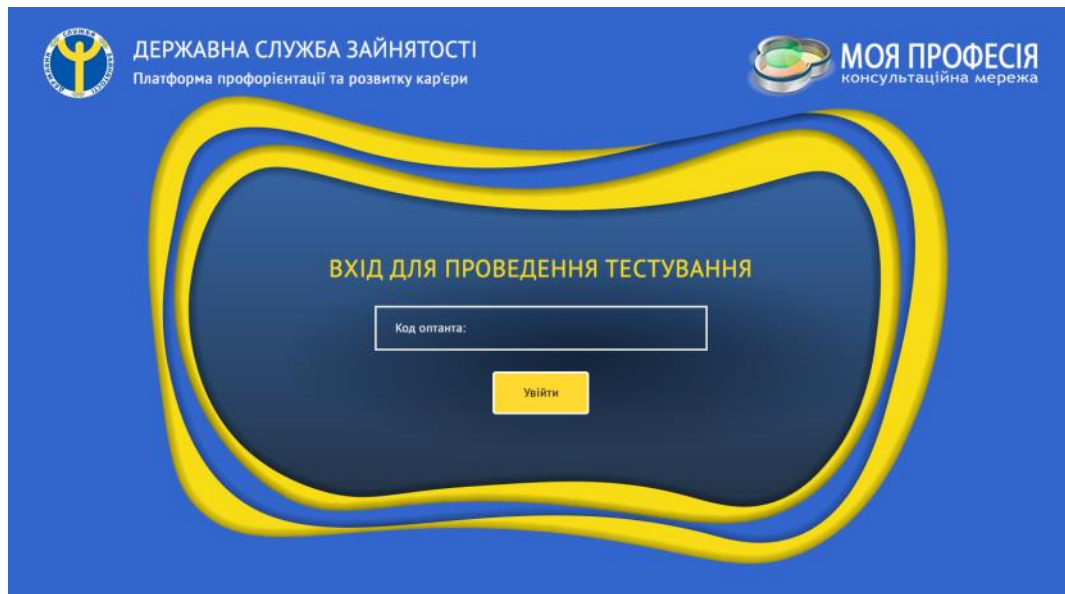 ДЕРЖАВНА СЛУЖБА ЗАЙНЯТОСТІ
Платформа профорієнтації та розвитку кар'єри
МОЯ ПРОФЕСІЯ
консультаційна мережа
ВХІД ДЛЯ ПРОВЕДЕННЯ ТЕСТУВАННЯ
Код оптанта:
Увійти